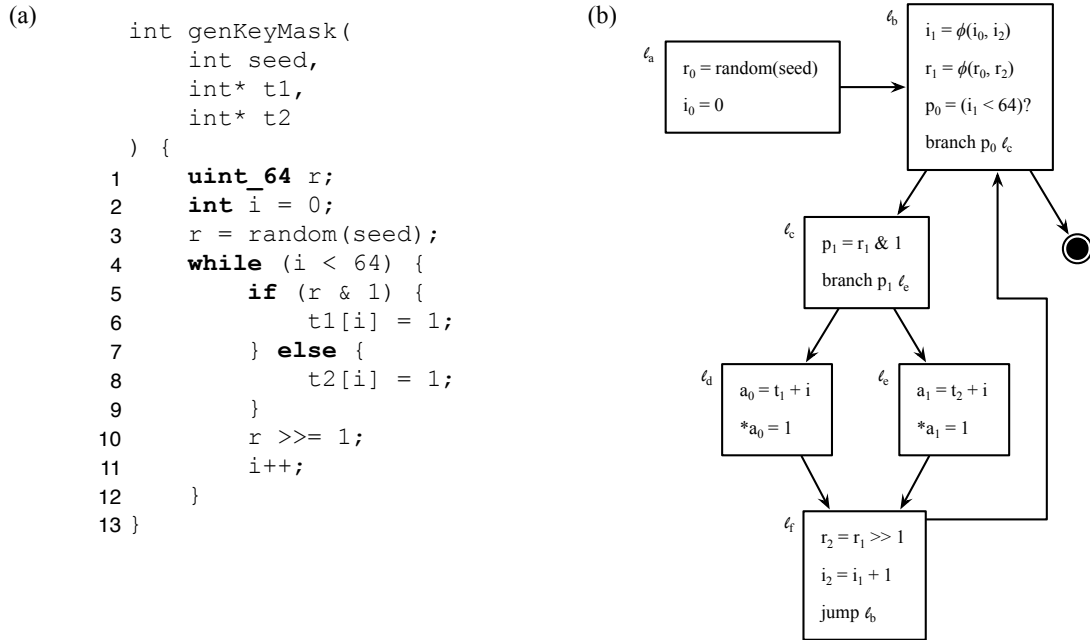 (a)
int genKeyMask(
int seed,
int* t1,
int* t2
) {
1 uint_64 r;
2 int i = 0;
3 r = random(seed);
4 while (i < 64) {
5 if (r & 1) {
6 t1[i] = 1;
7 } else {
8 t2[i] = 1;
9 }
10 r >>= 1;
11 i++;
12 }
13 }
(b)
ℓa
r0 = random(seed)
i0 = 0
ℓb
i1 = ϕ(i0, i2)
r1 = ϕ(r0, r2)
p0 = (i1 < 64)?
branch p0 ℓc
ℓc
p1 = r1 & 1
branch p1 ℓe
ℓd
a0 = t1 + i
*a0 = 1
ℓe
a1 = t2 + i
*a1 = 1
ℓf
r2 = r1 >> 1
i2 = i1 + 1
jump ℓb